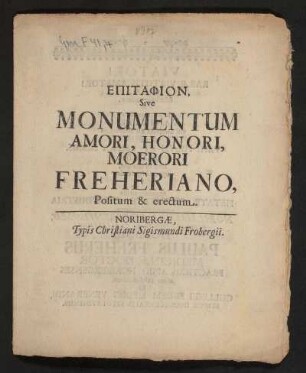 ΕΠΙΤΑΦΙΟΝ,
Sive
MONUMENTUM
AMORI, HONORI,
MOERORI
FREHERIANO,
Positum & erectum.
NORIBERGÆ,
Typis Christiani Sigismundi Frobergii.